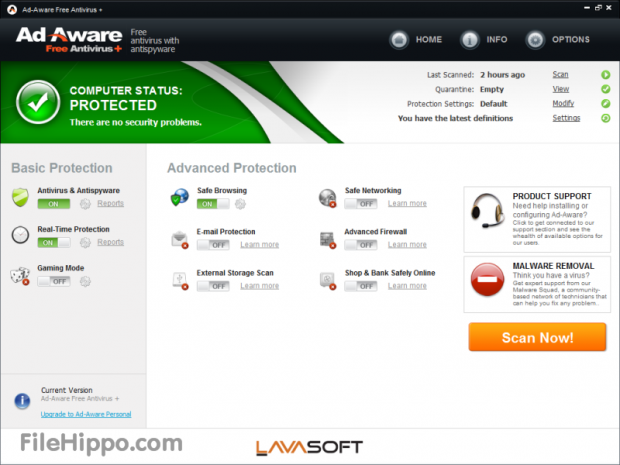 Ad-Aware Free Antivirus +
Ad-Aware
Free Antivirus+
Free
antivirus with
antispyware
HOME
INFO
OPTIONS
COMPUTER STATUS:
PROTECTED
There are no security problems.
Last Scanned: 2 hours ago Scan
Quarantine: Empty View
Protection Settings: Default Modify
You have the latest definitions Settings
Basic Protection
Antivirus & Antispyware
ON Reports
Real-Time Protection
ON Reports
Gaming Mode
OFF
Advanced Protection
Safe Browsing
ON
Safe Networking
OFF Learn more
E-mail Protection
OFF Learn more
Advanced Firewall
OFF Learn more
External Storage Scan
OFF Learn more
Shop & Bank Safely Online
OFF Learn more
PRODUCT SUPPORT
Need help installing or
configuring Ad-Aware?
Click to get connected to our
support section and see the
whealth of available options for
our users
MALWARE REMOVAL
Think you have a virus?
Get expert support from our
Malware Squad, a community-
based network of technicians that
can help you fix any problem.
Scan Now!
Current Version
Ad-Aware Free Antivirus +
Upgrade to Ad-Aware Personal
FileHippo.com
LAVASOFT